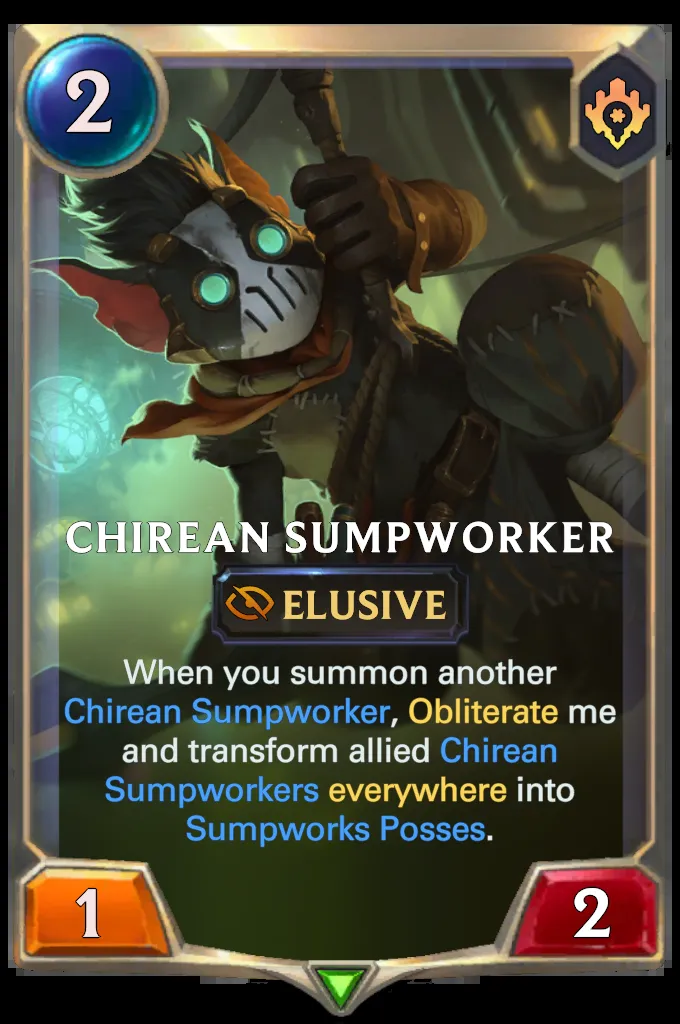 2
CHIREAN SUMPWORKER
ELUSIVE
When you summon another
Chirean Sumpworker, Obliterate me
and transform allied Chirean
Sumpworkers everywhere into
Sumpworks Posses.
1
2